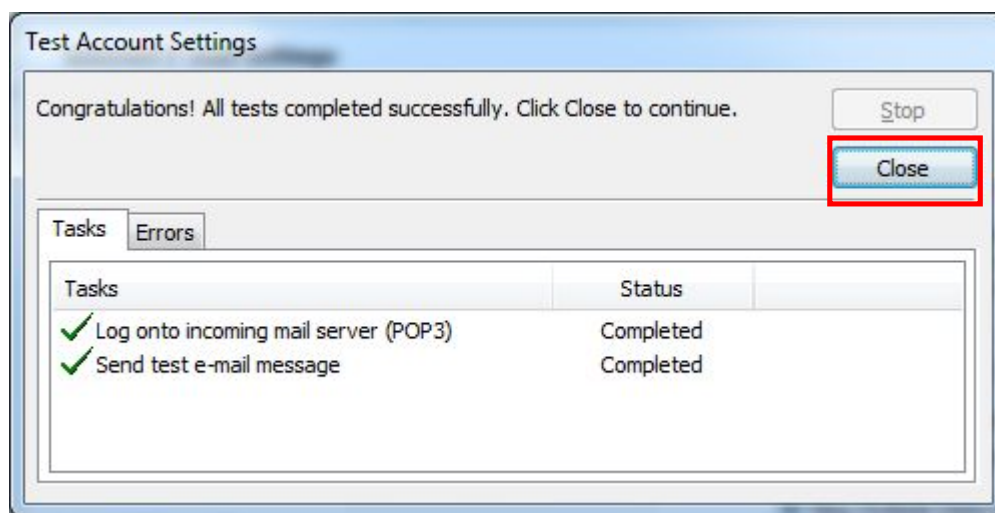 Test Account Settings
Congratulations! All tests completed successfully. Click Close to continue.
Stop
Close
Tasks Errors
Tasks Status
Log onto incoming mail server (POP3) Completed
Send test e-mail message Completed